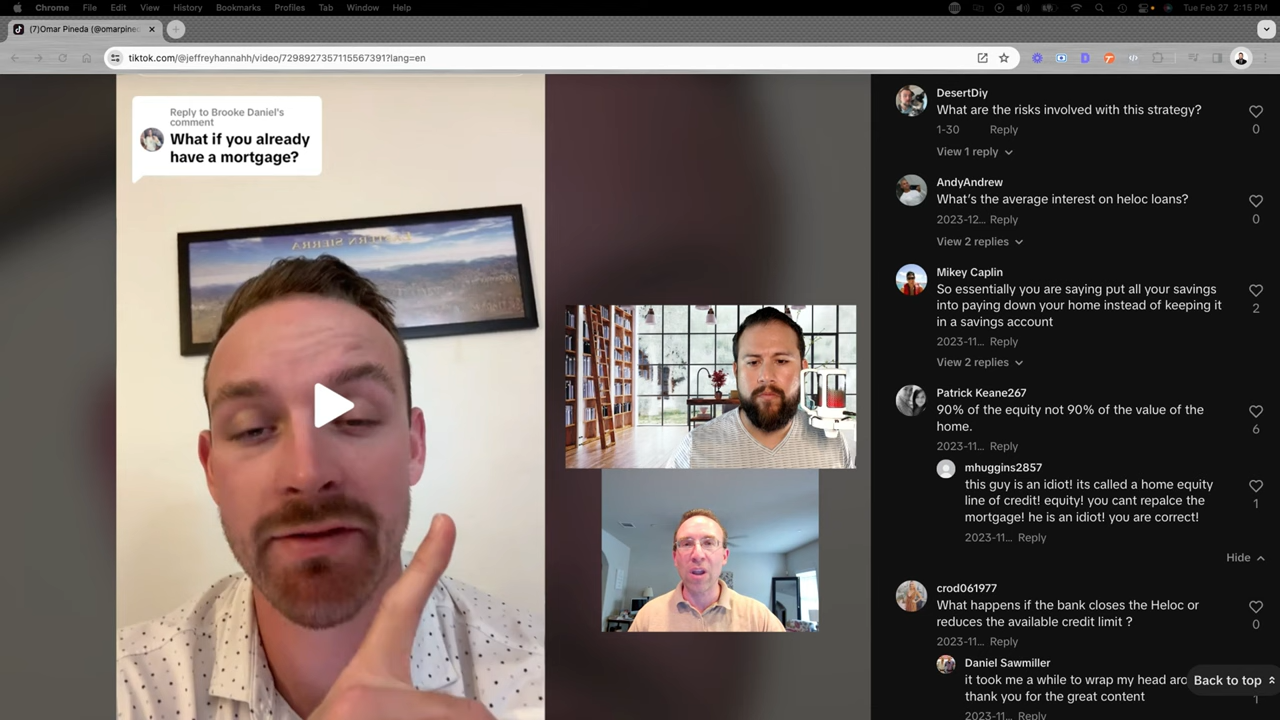 Chrome File Edit View History Bookmarks Profiles Tab Window Help
Tue Feb 27 2:15 PM
(7)Omar Pineda (@omarpined
tiktok.com/@jeffreyhannahh/video/7298927357115567391?lang=en
Reply to Brooke Daniel's
comment
What if you already
have a mortgage?
EASTERN SIERRA
DesertDiy
What are the risks involved with this strategy?
1-30 Reply
0
View 1 reply
AndyAndrew
What's the average interest on heloc loans?
2023-12... Reply
0
View 2 replies
Mikey Caplin
So essentially you are saying put all your savings
into paying down your home instead of keeping it
in a savings account
2
2023-11... Reply
View 2 replies
Patrick Keane267
90% of the equity not 90% of the value of the
home.
6
2023-11... Reply
mhuggins2857
this guy is an idiot! its called a home equity
line of credit! equity! you cant repalce the
mortgage! he is an idiot! you are correct!
1
2023-11... Reply
Hide
crod061977
What happens if the bank closes the Heloc or
reduces the available credit limit ?
0
2023-11... Reply
Daniel Sawmiller
it took me a while to wrap my head aro
thank you for the great content
1
2023-11... Reply
Back to top